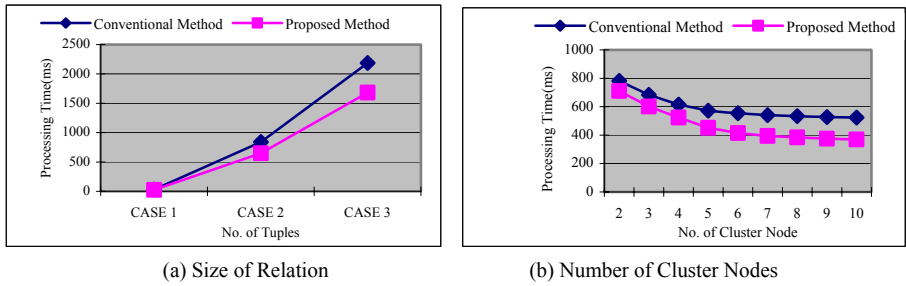 Conventional Method Proposed Method
2500
2000
1500
1000
500
0
Processing Time(ms)
CASE 1 CASE 2 CASE 3
No. of Tuples
(a) Size of Relation
Conventional Method Proposed Method
1000
800
600
400
200
0
Processing Time(ms)
2 3 4 5 6 7 8 9 10
No. of Cluster Node
(b) Number of Cluster Nodes